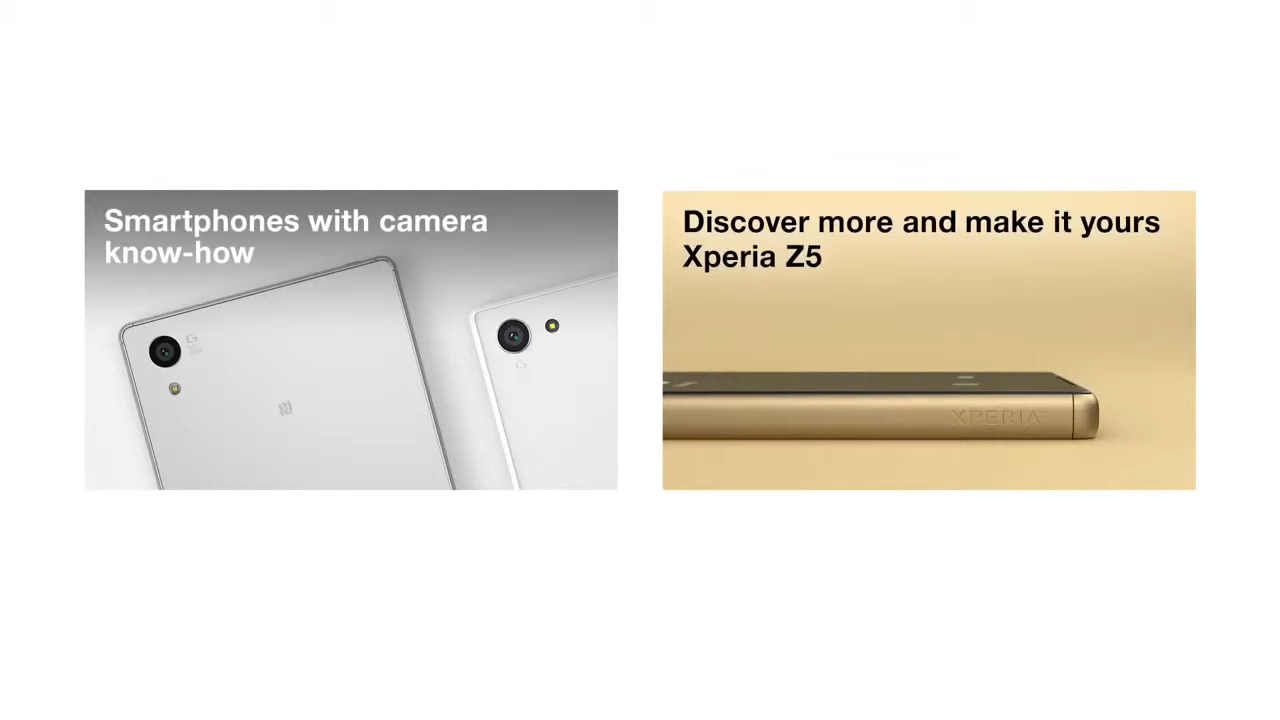 Smartphones with camera
know-how
Discover more and make it yours
Xperia Z5
XPERIA